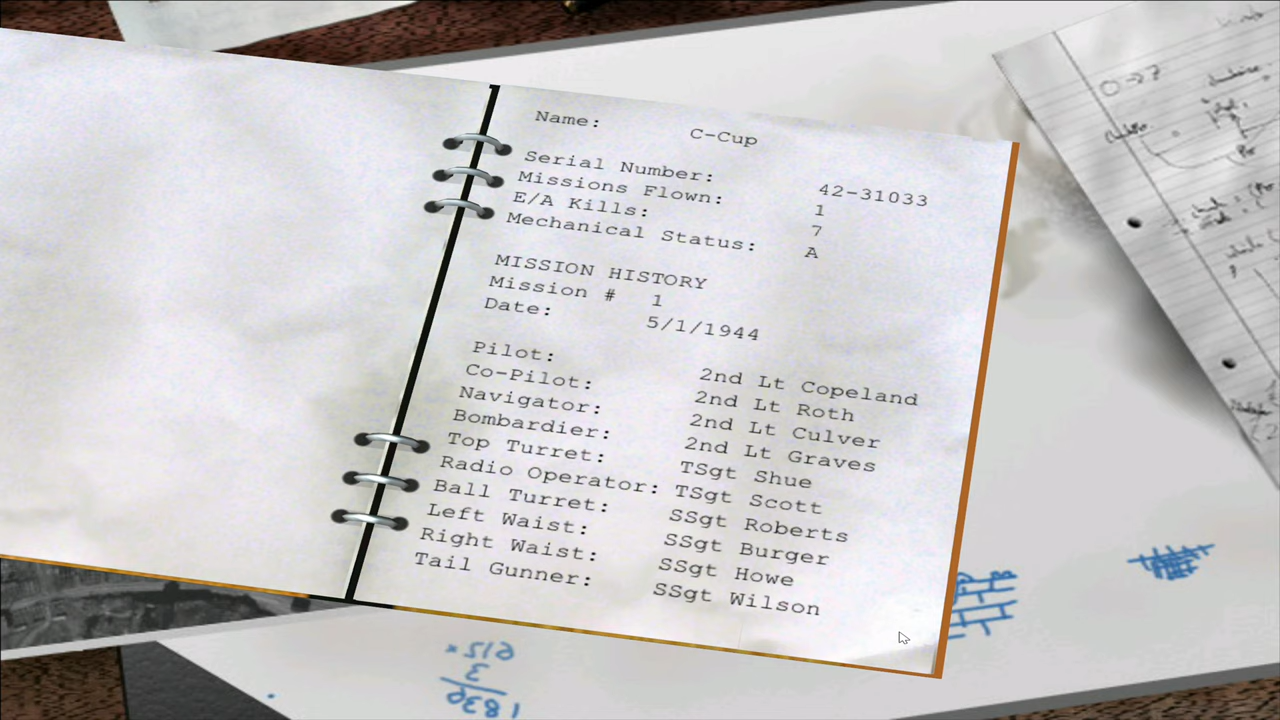 Name: C-Cup
Serial Number: 42-31033
Missions Flown: 1
E/A Kills: 7
Mechanical Status: A
MISSION HISTORY
Mission # 1
Date: 5/1/1944
Pilot: 2nd Lt Copeland
Co-Pilot: 2nd Lt Roth
Navigator: 2nd Lt Culver
Bombardier: 2nd Lt Graves
Top Turret: TSgt Shue
Radio Operator: TSgt Scott
Ball Turret: SSgt Roberts
Left Waist: SSgt Burger
Right Waist: SSgt Howe
Tail Gunner: SSgt Wilson